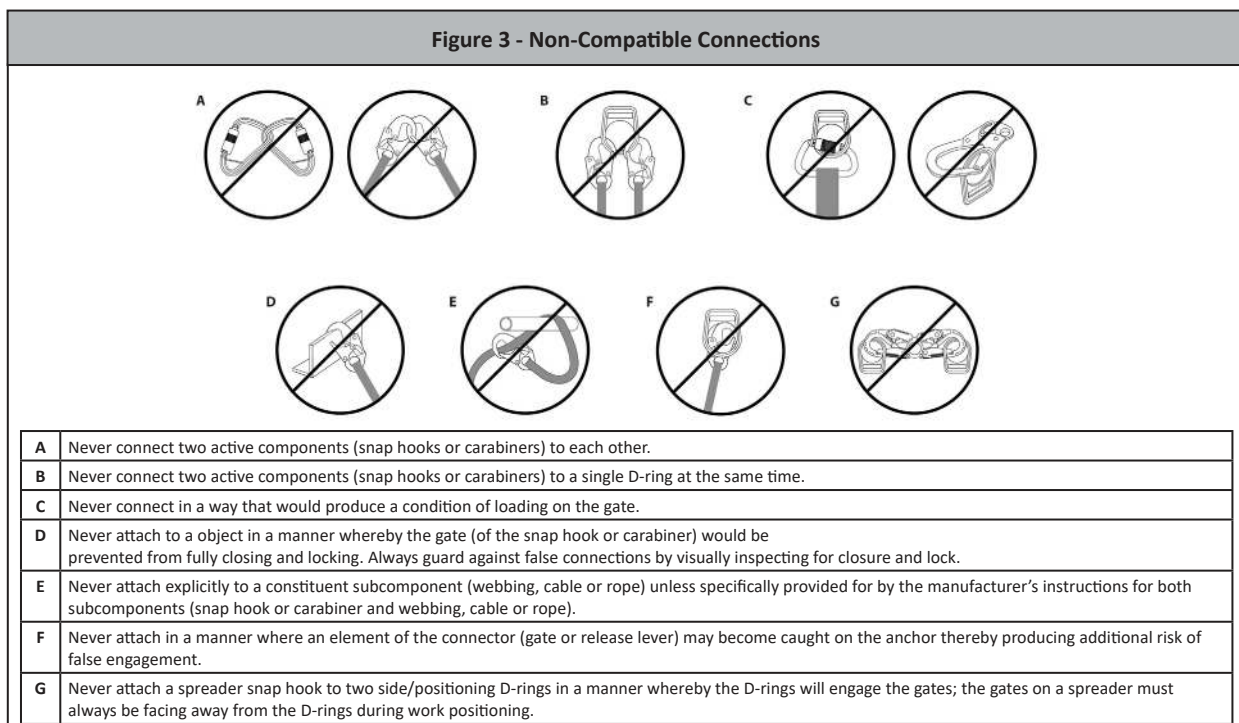 Figure 3 - Non-Compatible Connections
A
B
C
D
E
F
G
A Never connect two active components (snap hooks or carabiners) to each other.
B Never connect two active components (snap hooks or carabiners) to a single D-ring at the same time.
C Never connect in a way that would produce a condition of loading on the gate.
D Never attach to a object in a manner whereby the gate (of the snap hook or carabiner) would be
prevented from fully closing and locking. Always guard against false connections by visually inspecting for closure and lock.
E Never attach explicitly to a constituent subcomponent (webbing, cable or rope) unless specifically provided for by the manufacturer's instructions for both
subcomponents (snap hook or carabiner and webbing, cable or rope).
F Never attach in a manner where an element of the connector (gate or release lever) may become caught on the anchor thereby producing additional risk of
false engagement.
G Never attach a spreader snap hook to two side/positioning D-rings in a manner whereby the D-rings will engage the gates; the gates on a spreader must
always be facing away from the D-rings during work positioning.